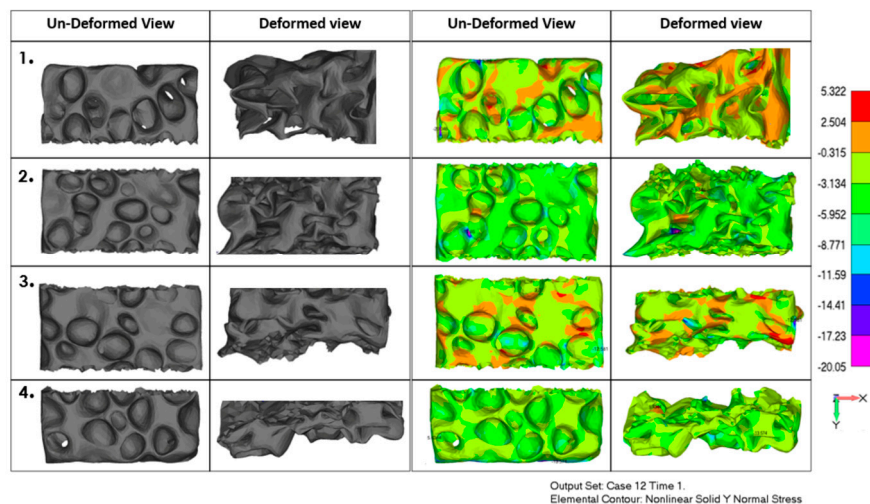 Un-Deformed View
Deformed view
Un-Deformed View
Deformed view
1.
2.
3.
4.
5.322
2.504
-0.315
-3.134
-5.952
-8.771
-11.59
-14.41
-17.23
-20.05
X
Y
Output Set: Case 12 Time 1.
Elemental Contour: Nonlinear Solid Y Normal Stress